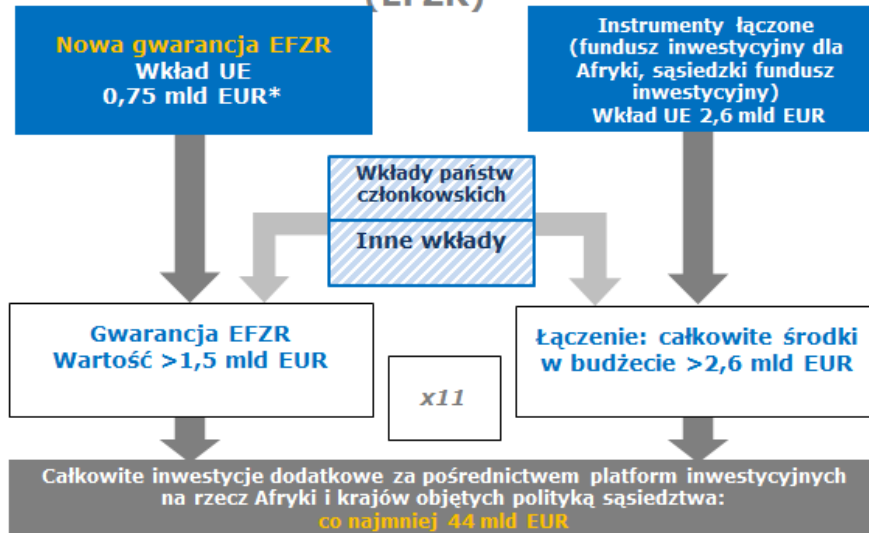 (EFZR)
Nowa gwarancja EFZR
Wkład UE
0,75 mld EUR*
Instrumenty łączone
(fundusz inwestycyjny dla
Afryki, sąsiedzki fundusz
inwestycyjny)
Wkład UE 2,6 mld EUR
Wkłady państw
członkowskich
Inne wkłady
Gwarancja EFZR
Wartość >1,5 mld EUR
Łączenie: całkowite środki
w budżecie >2,6 mld EUR
x11
Całkowite inwestycje dodatkowe za pośrednictwem platform inwestycyjnych
na rzecz Afryki i krajów objętych polityką sąsiedztwa:
co najmniej 44 mld EUR